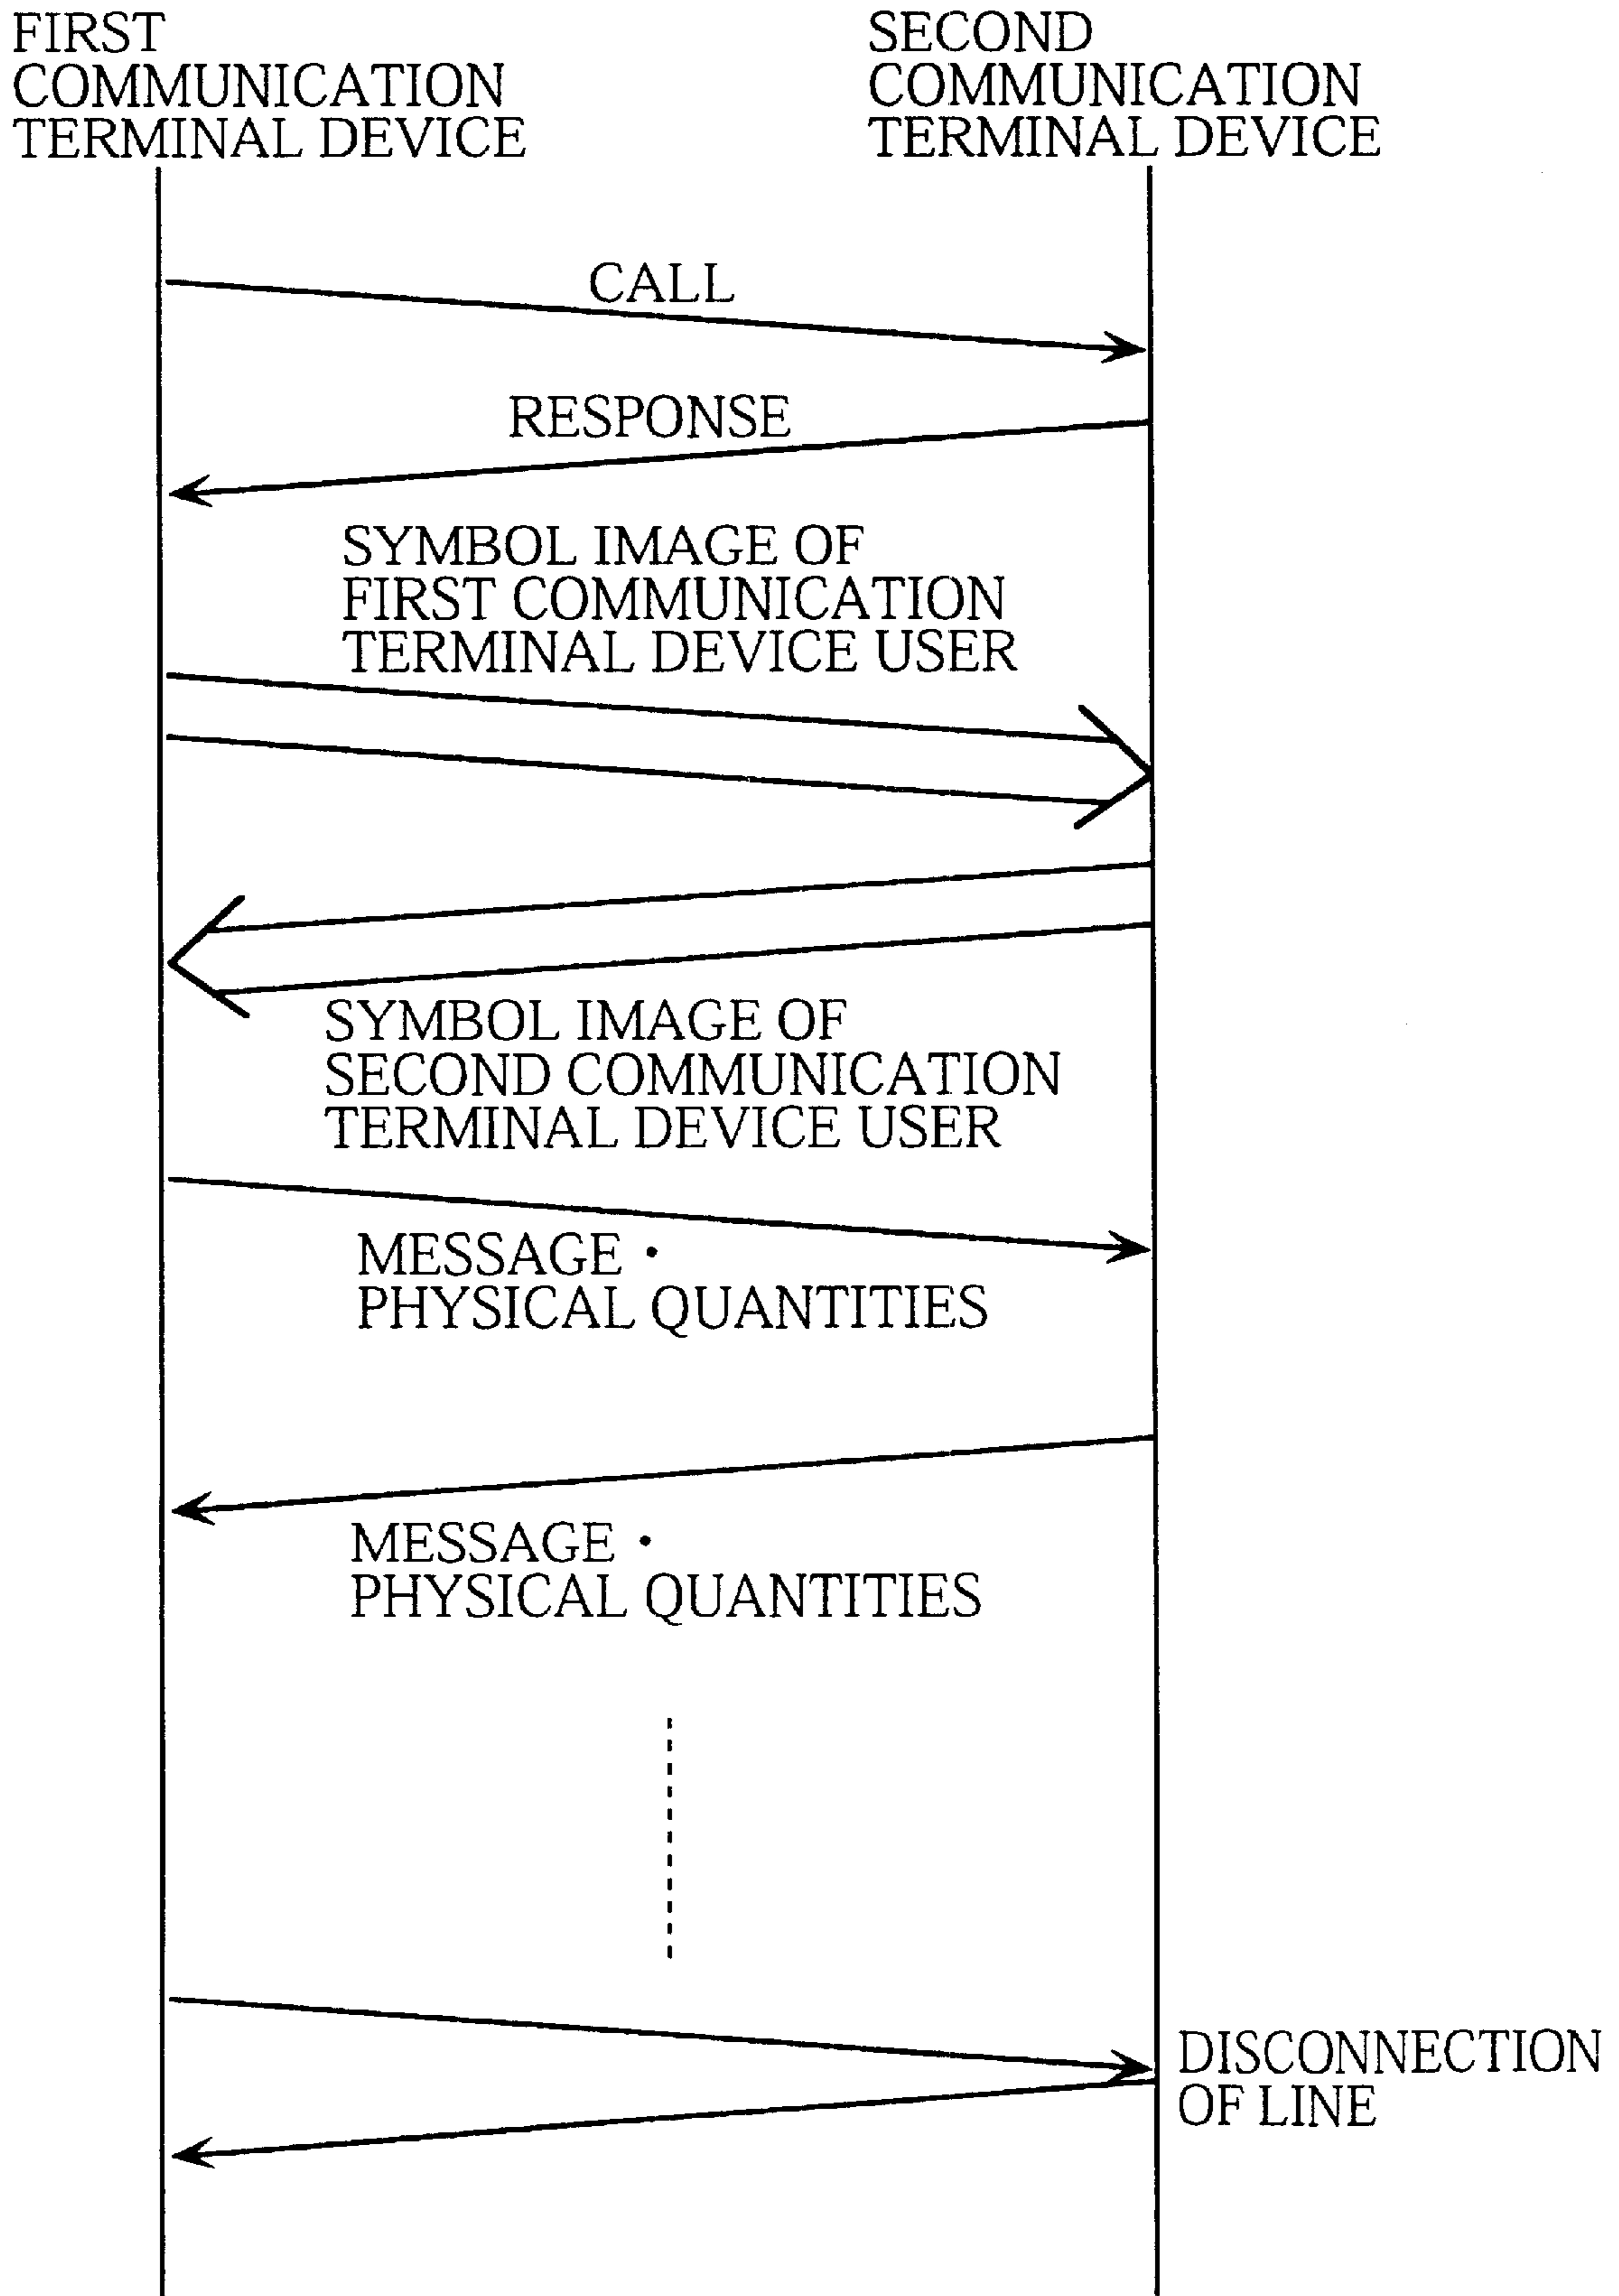 FIRST
COMMUNICATION
TERMINAL DEVICE
SECOND
COMMUNICATION
TERMINAL DEVICE
CALL
RESPONSE
SYMBOL IMAGE OF
FIRST COMMUNICATION
TERMINAL DEVICE USER
SYMBOL IMAGE OF
SECOND COMMUNICATION
TERMINAL DEVICE USER
MESSAGE ·
PHYSICAL QUANTITIES
MESSAGE ·
PHYSICAL QUANTITIES
DISCONNECTION
OF LINE